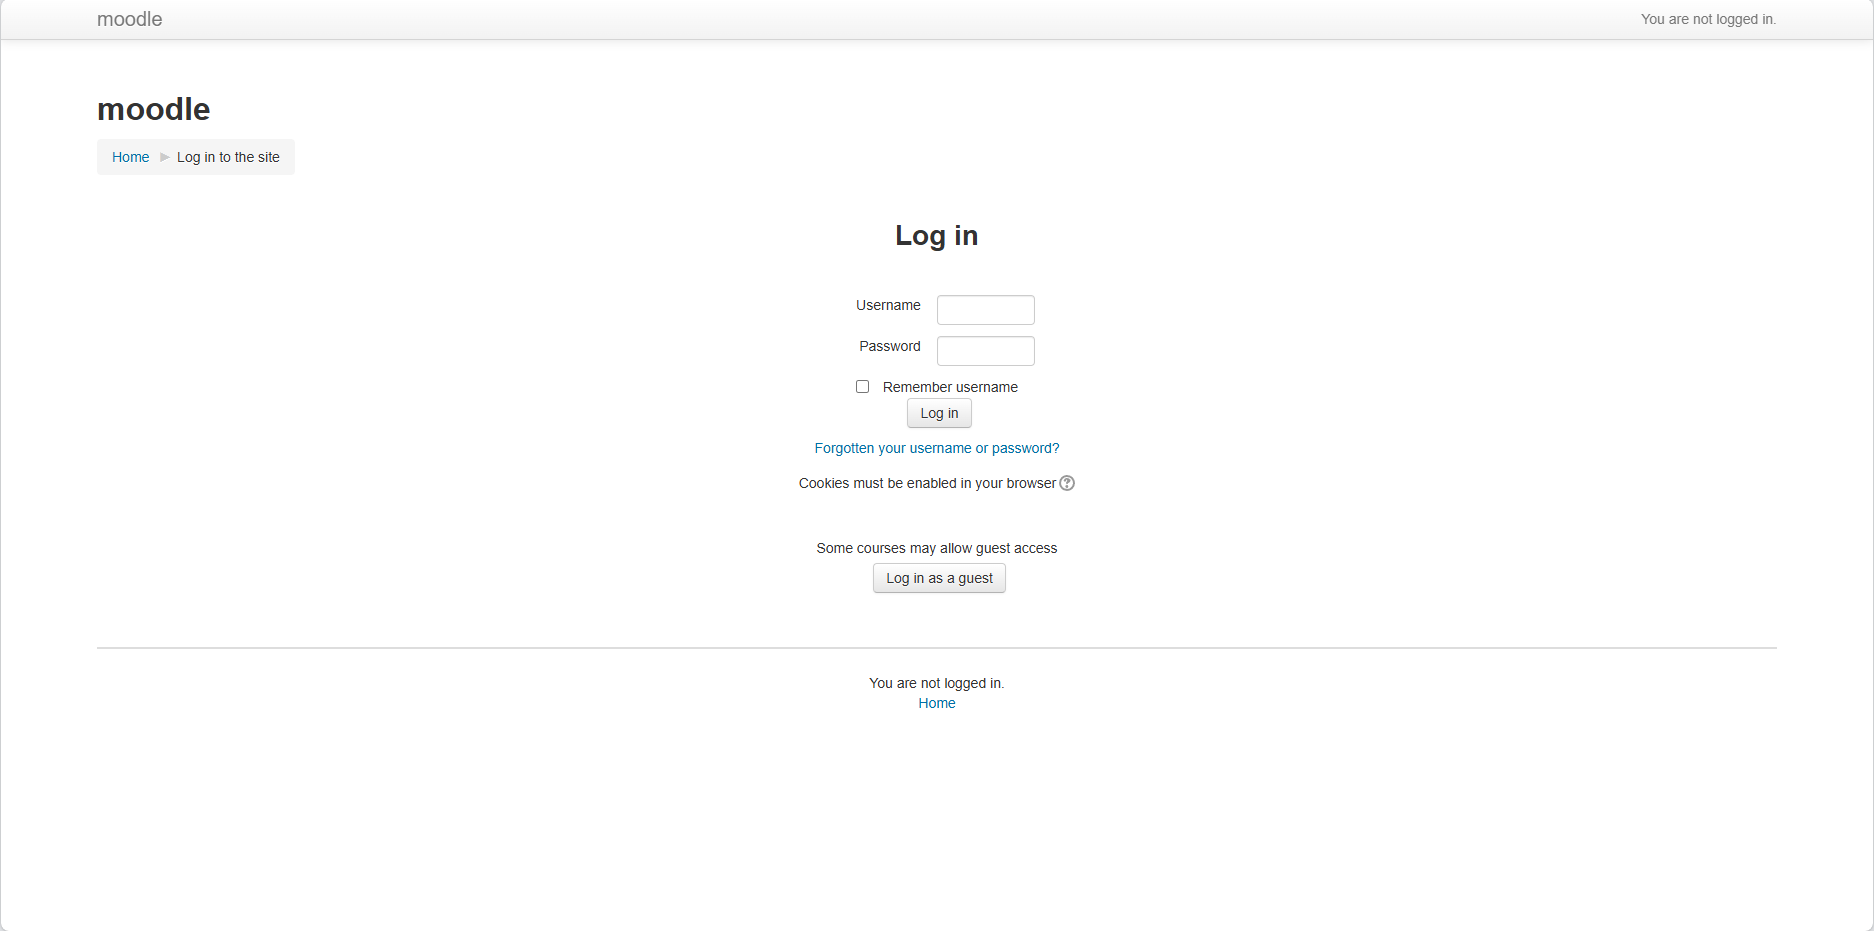 moodle
You are not logged in.
moodle
Home ► Log in to the site
Log in
Username
Password
Remember username
Log in
Forgotten your username or password?
Cookies must be enabled in your browser
Some courses may allow guest access
Log in as a guest
You are not logged in.
Home